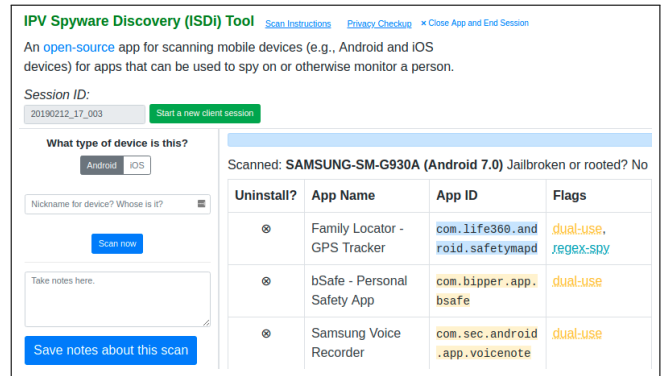 IPV Spyware Discovery (ISDi) Tool Scan Instructions Privacy Checkup × Close App and End Session
An open-source app for scanning mobile devices (e.g., Android and iOS
devices) for apps that can be used to spy on or otherwise monitor a person.
Session ID:
20190212_17_003 Start a new client session
What type of device is this?
Android iOS
Nickname for device? Whose is it?
Scan now
Take notes here.
Save notes about this scan
Scanned: SAMSUNG-SM-G930A (Android 7.0) Jailbroken or rooted? No
Uninstall? App Name App ID Flags
⊗ Family Locator - com.life360.and dual-use,
GPS Tracker roid.safetymapd regex-spy
⊗ bSafe - Personal com.bipper.app. dual-use
Safety App bsafe
⊗ Samsung Voice com.sec.android dual-use
Recorder .app.voicenote